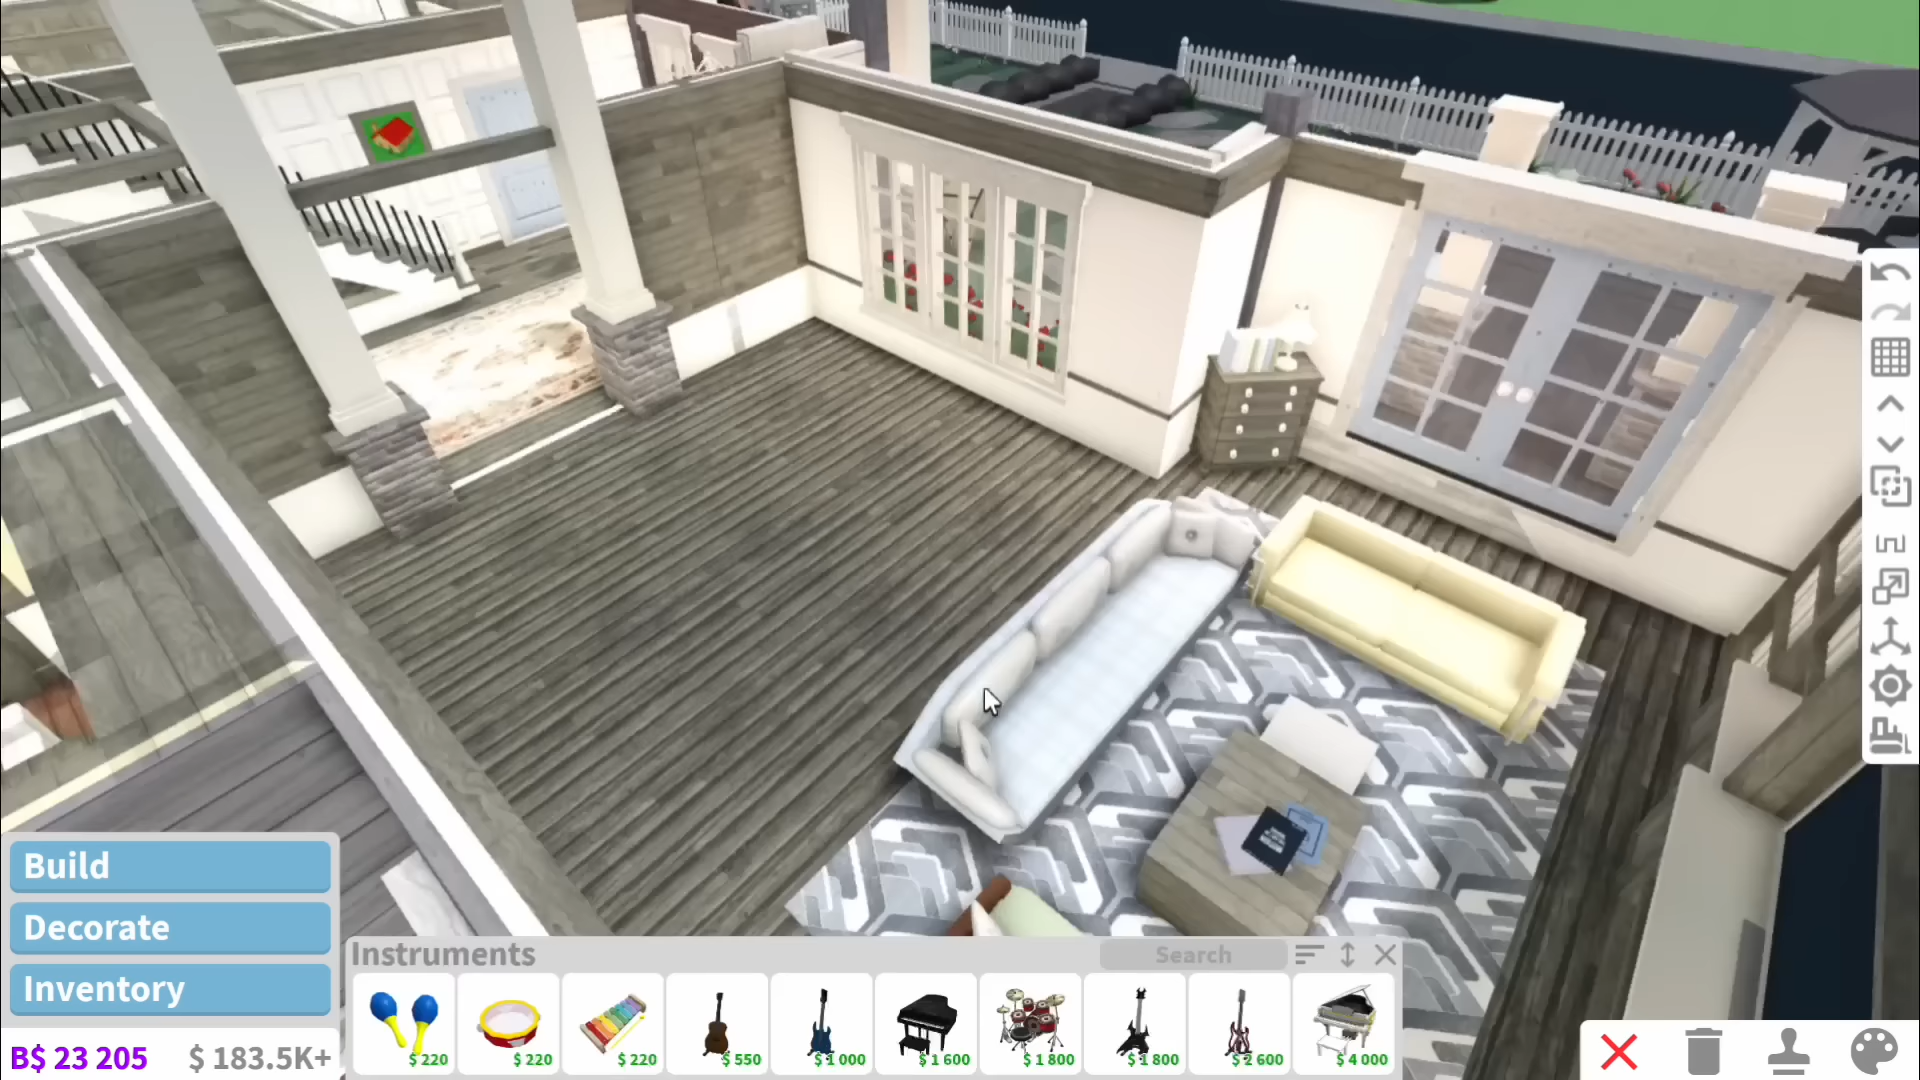 Build
Decorate
Inventory
B$ 23 205 $ 183.5K+
Instruments Search
$ 220 $ 220 $ 220 $ 550 $ 1 000 $ 1 600 $ 1 800 $ 1 800 $ 2 600 $ 4 000